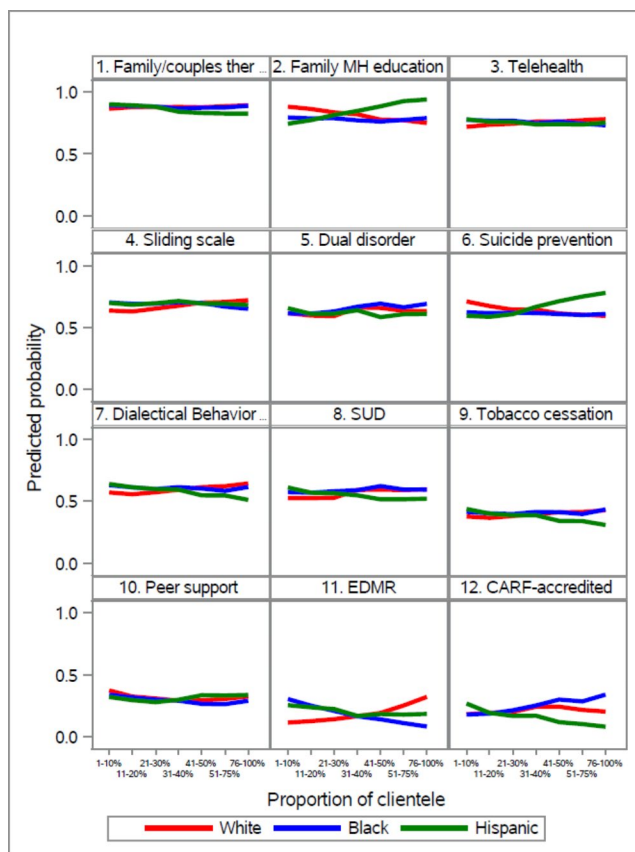 1. Family/couples ther ...
2. Family MH education
3. Telehealth
1.0
0.5
0.0
4. Sliding scale
5. Dual disorder
6. Suicide prevention
1.0
0.5
0.0
7. Dialectical Behavior ...
8. SUD
9. Tobacco cessation
1.0
0.5
0.0
10. Peer support
11. EDMR
12. CARF-accredited
1.0
0.5
0.0
Predicted probability
1-10% 21-30% 41-50% 76-100%
11-20% 31-40% 51-75%
1-10% 21-30% 41-50% 76-100%
11-20% 31-40% 51-75%
1-10% 21-30% 41-50% 76-100%
11-20% 31-40% 51-75%
Proportion of clientele
White Black Hispanic